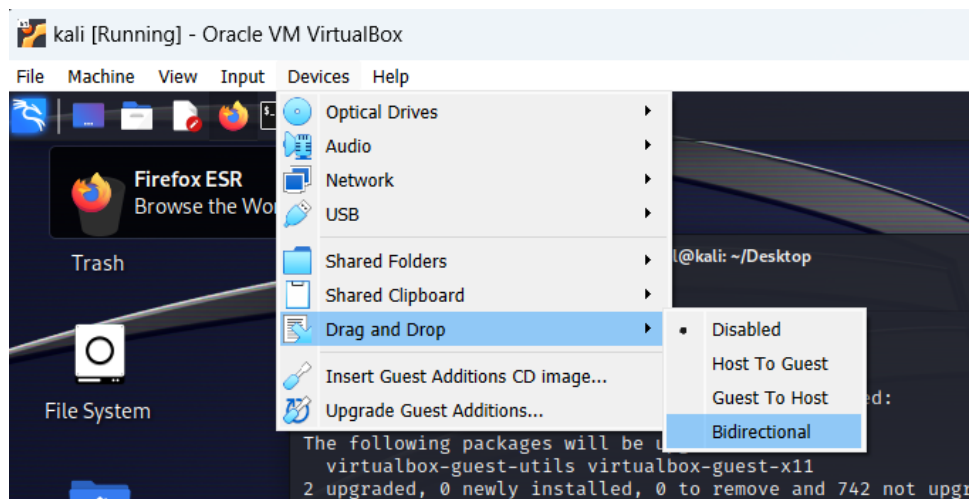 kali [Running] - Oracle VM VirtualBox
File Machine View Input Devices Help
Optical Drives
Audio
Network
USB
Shared Folders
Shared Clipboard
Drag and Drop
Insert Guest Additions CD image...
Upgrade Guest Additions...
Disabled
Host To Guest
Guest To Host
Bidirectional
Firefox ESR
Browse the
Trash
File System
@kali: ~/Desktop
The following packages will be
virtualbox-guest-utils virtualbox-guest-x11
2 upgraded, 0 newly installed, 0 to remove and 742 not